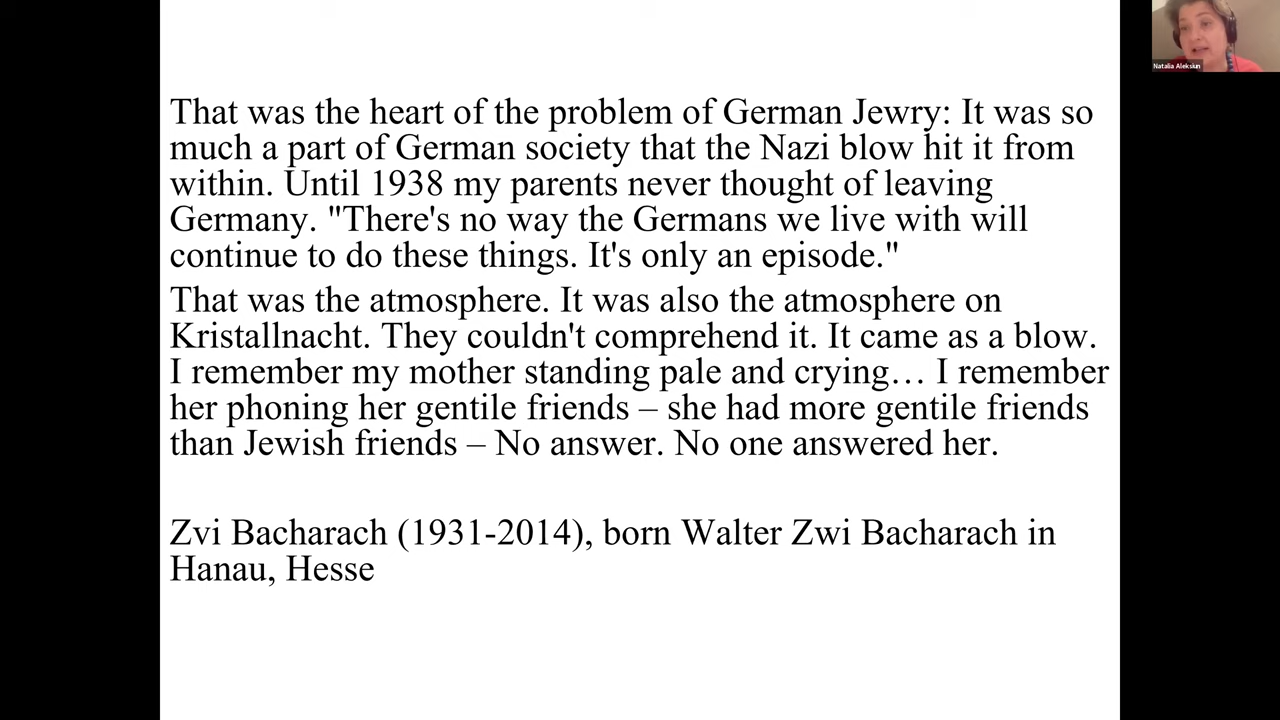 That was the heart of the problem of German Jewry: It was so
much a part of German society that the Nazi blow hit it from
within. Until 1938 my parents never thought of leaving
Germany. "There's no way the Germans we live with will
continue to do these things. It's only an episode."
That was the atmosphere. It was also the atmosphere on
Kristallnacht. They couldn't comprehend it. It came as a blow.
I remember my mother standing pale and crying… I remember
her phoning her gentile friends – she had more gentile friends
than Jewish friends – No answer. No one answered her.
Zvi Bacharach (1931-2014), born Walter Zwi Bacharach in
Hanau, Hesse
Natalia Aleksiun